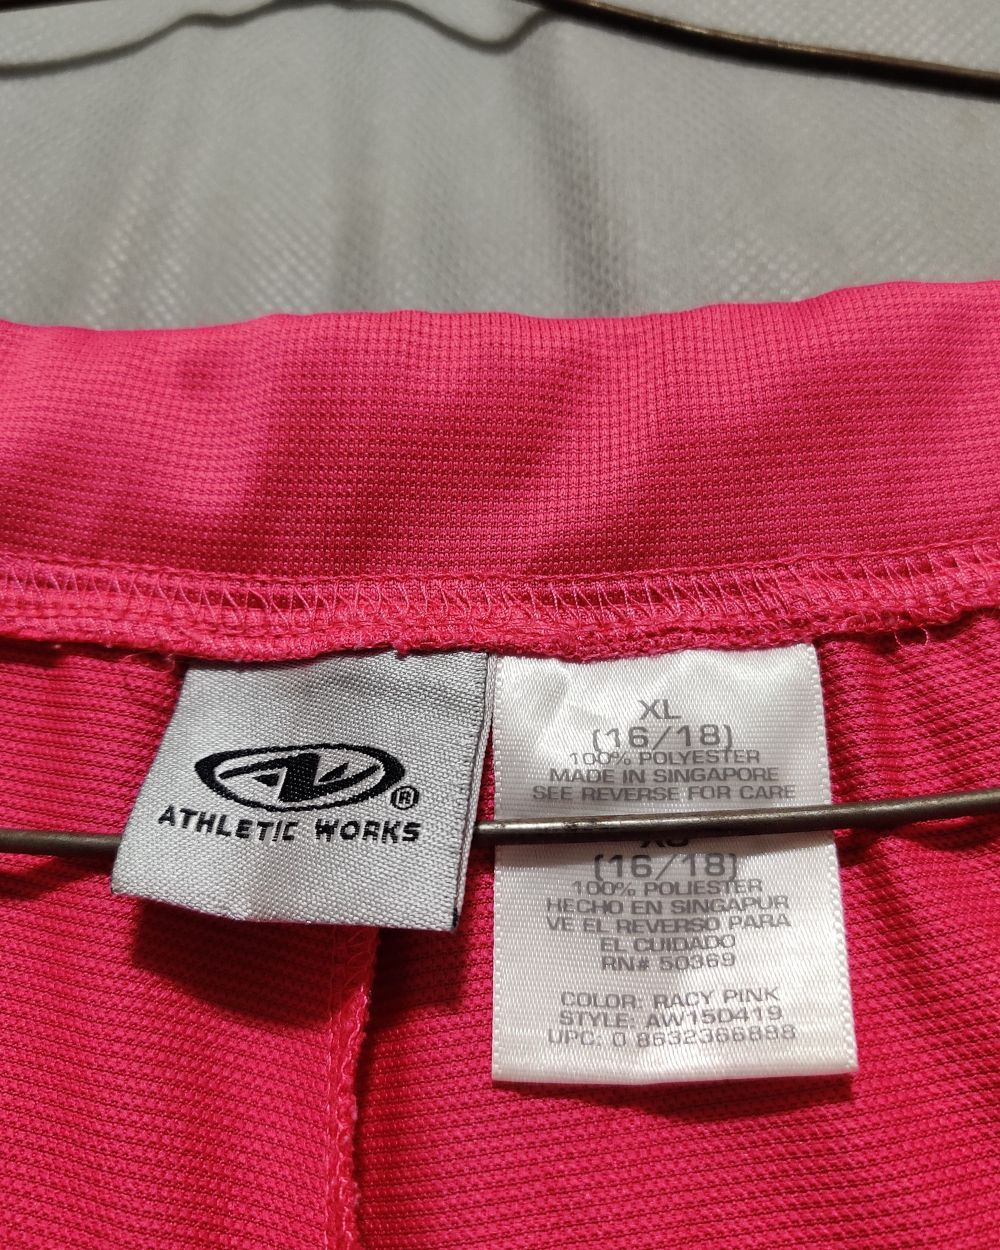 ATHLETIC WORKS
®
XL
(16/18)
100% POLYESTER
MADE IN SINGAPORE
SEE REVERSE FOR CARE
(16/18)
100% POLIESTER
HECHO EN SINGAPUR
VE EL REVERSO PARA
EL CUIDADO
RN# 50369
COLOR: RACY PINK
STYLE: AW15D419
UPC: 0